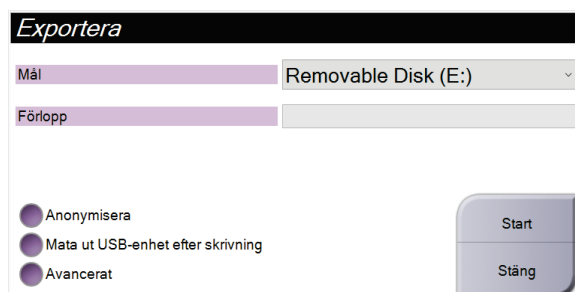 Exportera
Mål Removable Disk (E:)
Förlopp
Anonymisera
Mata ut USB-enhet efter skrivning
Avancerat
Start
Stäng